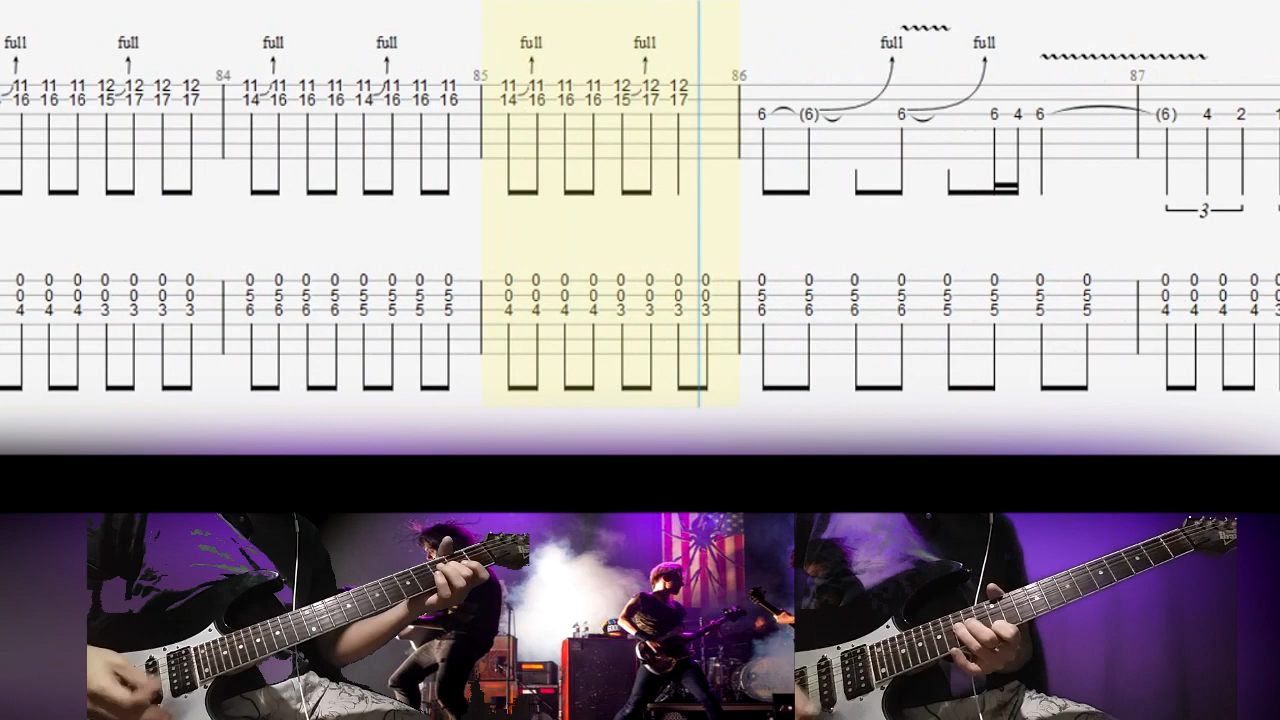 full full full full full full full full
84 85 86 87
11 11 11 12 12 12 11 11 11 11 11 11 11 11 11 11 11 11 12 12 12
16 16 16 15 17 17 17 14 16 16 16 14 16 16 16 14 16 16 16 15 17 17
6 (6) 6 6 4 6 (6) 4 2
3
0 0 0 0 0 0 0 0 0 0 0 0 0 0 0 0 0 0 0 0 0 0 0 0 0 0 0 0 0 0 0 0 0 0
0 0 0 0 0 0 0 5 5 5 5 5 5 5 5 0 0 0 0 0 0 0 0 5 5 5 5 5 5 5 5 0 0 0 0
4 4 4 3 3 3 3 6 6 6 6 5 5 5 5 4 4 4 4 3 3 3 3 6 6 6 6 5 5 5 5 4 4 4 4